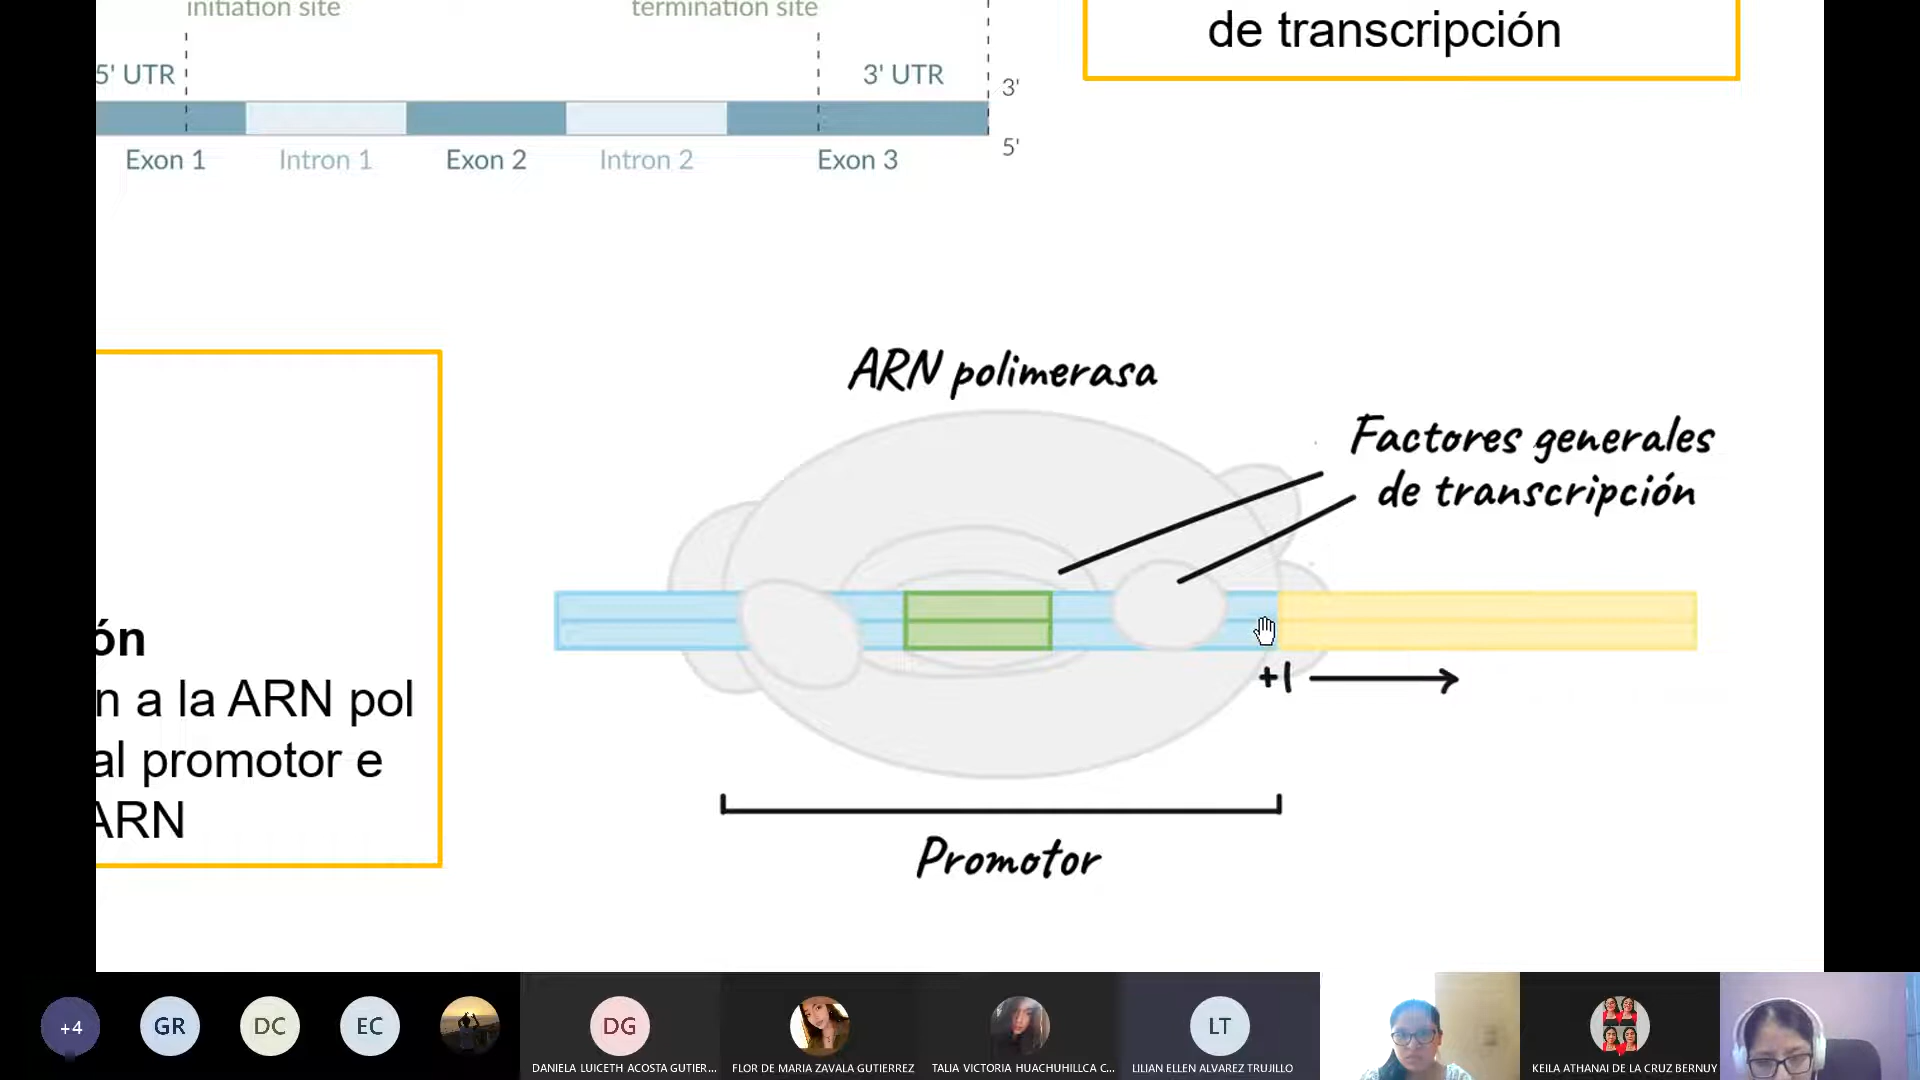 initiation site
termination site
5' UTR
3' UTR
3'
5'
Exon 1
Intron 1
Exon 2
Intron 2
Exon 3
de transcripción
ón
n a la ARN pol
al promotor e
ARN
ARN polimerasa
Factores generales
de transcripción
+1
Promotor
+4
GR
DC
EC
DG
DANIELA LUICETH ACOSTA GUTIER...
FLOR DE MARIA ZAVALA GUTIERREZ
TALIA VICTORIA HUACHUHILLCA C...
LT
LILIAN ELLEN ALVAREZ TRUJILLO
KEILA ATHANAI DE LA CRUZ BERNUY